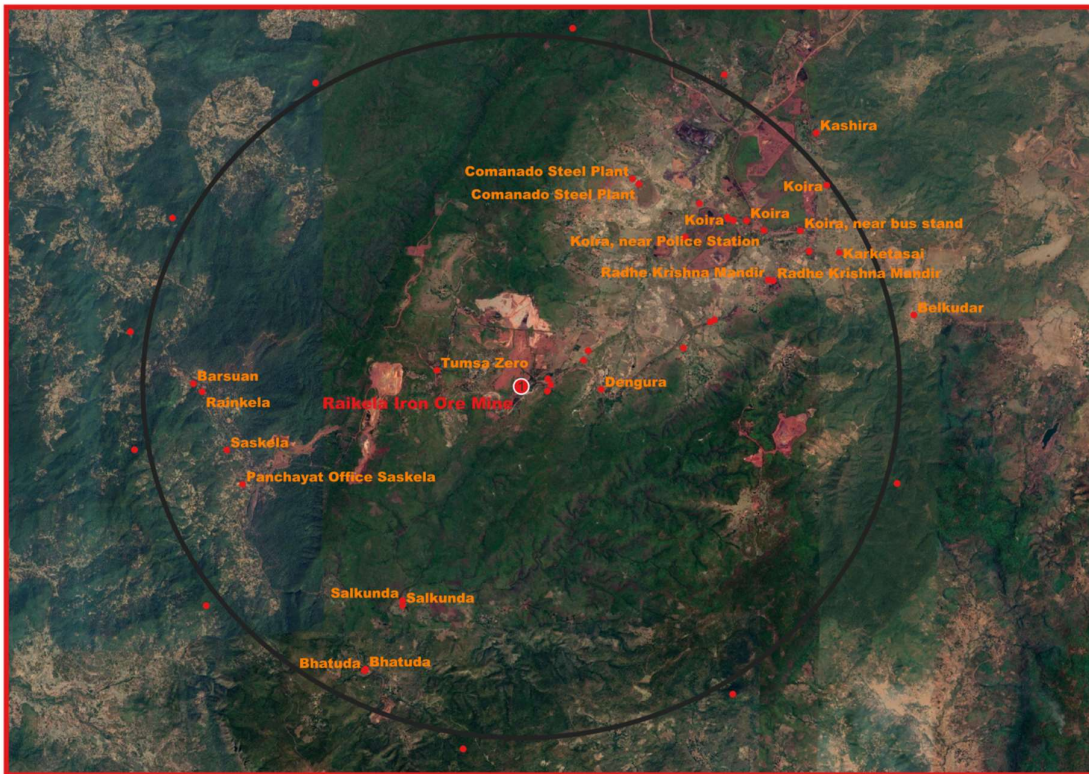 Kashira
Comanado Steel Plant
Comanado Steel Plant
Koira
Koira
Koira
Koira, near bus stand
Koira, near Police Station
Karketasai
Radhe Krishna Mandir
Radhe Krishna Mandir
Belkudar
Tumsa Zero
Barsuan
Dengura
Rainkela
Raikela Iron Ore Mine
Saskela
Panchayat Office Saskela
Salkunda
Salkunda
Bhatuda
Bhatuda